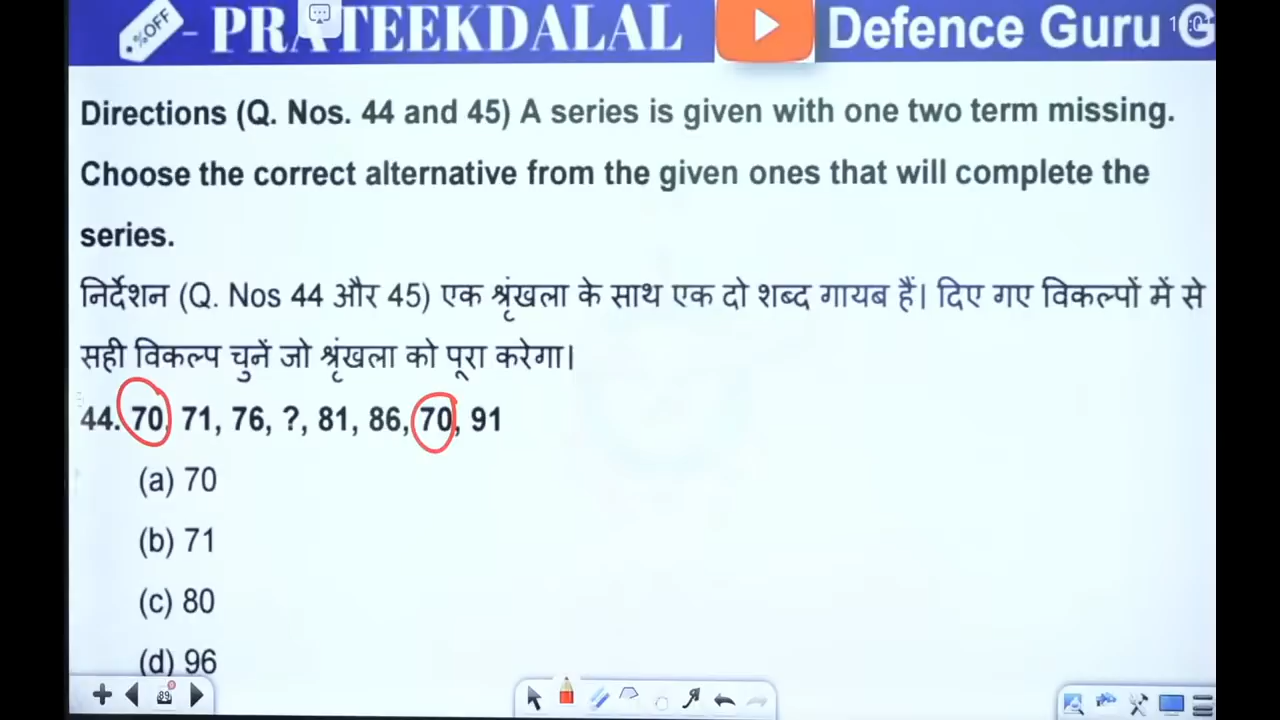 %OFF - PRATEEKDALAL Defence Guru G
Directions (Q. Nos. 44 and 45) A series is given with one two term missing.
Choose the correct alternative from the given ones that will complete the
series.
निर्देशन (Q. Nos 44 और 45) एक श्रृंखला के साथ एक दो शब्द गायब हैं। दिए गए विकल्पों में से
सही विकल्प चुनें जो श्रृंखला को पूरा करेगा।
44. 70, 71, 76, ?, 81, 86, 70, 91
(a) 70
(b) 71
(c) 80
(d) 96
89